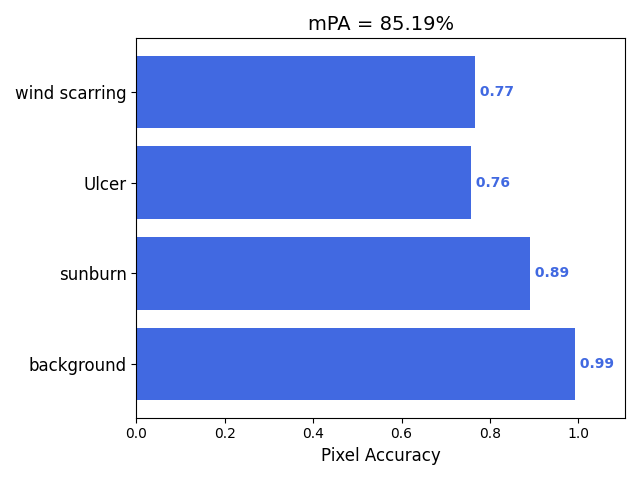 mPA = 85.19%
wind scarring 0.77
Ulcer 0.76
sunburn 0.89
background 0.99
0.0 0.2 0.4 0.6 0.8 1.0
Pixel Accuracy